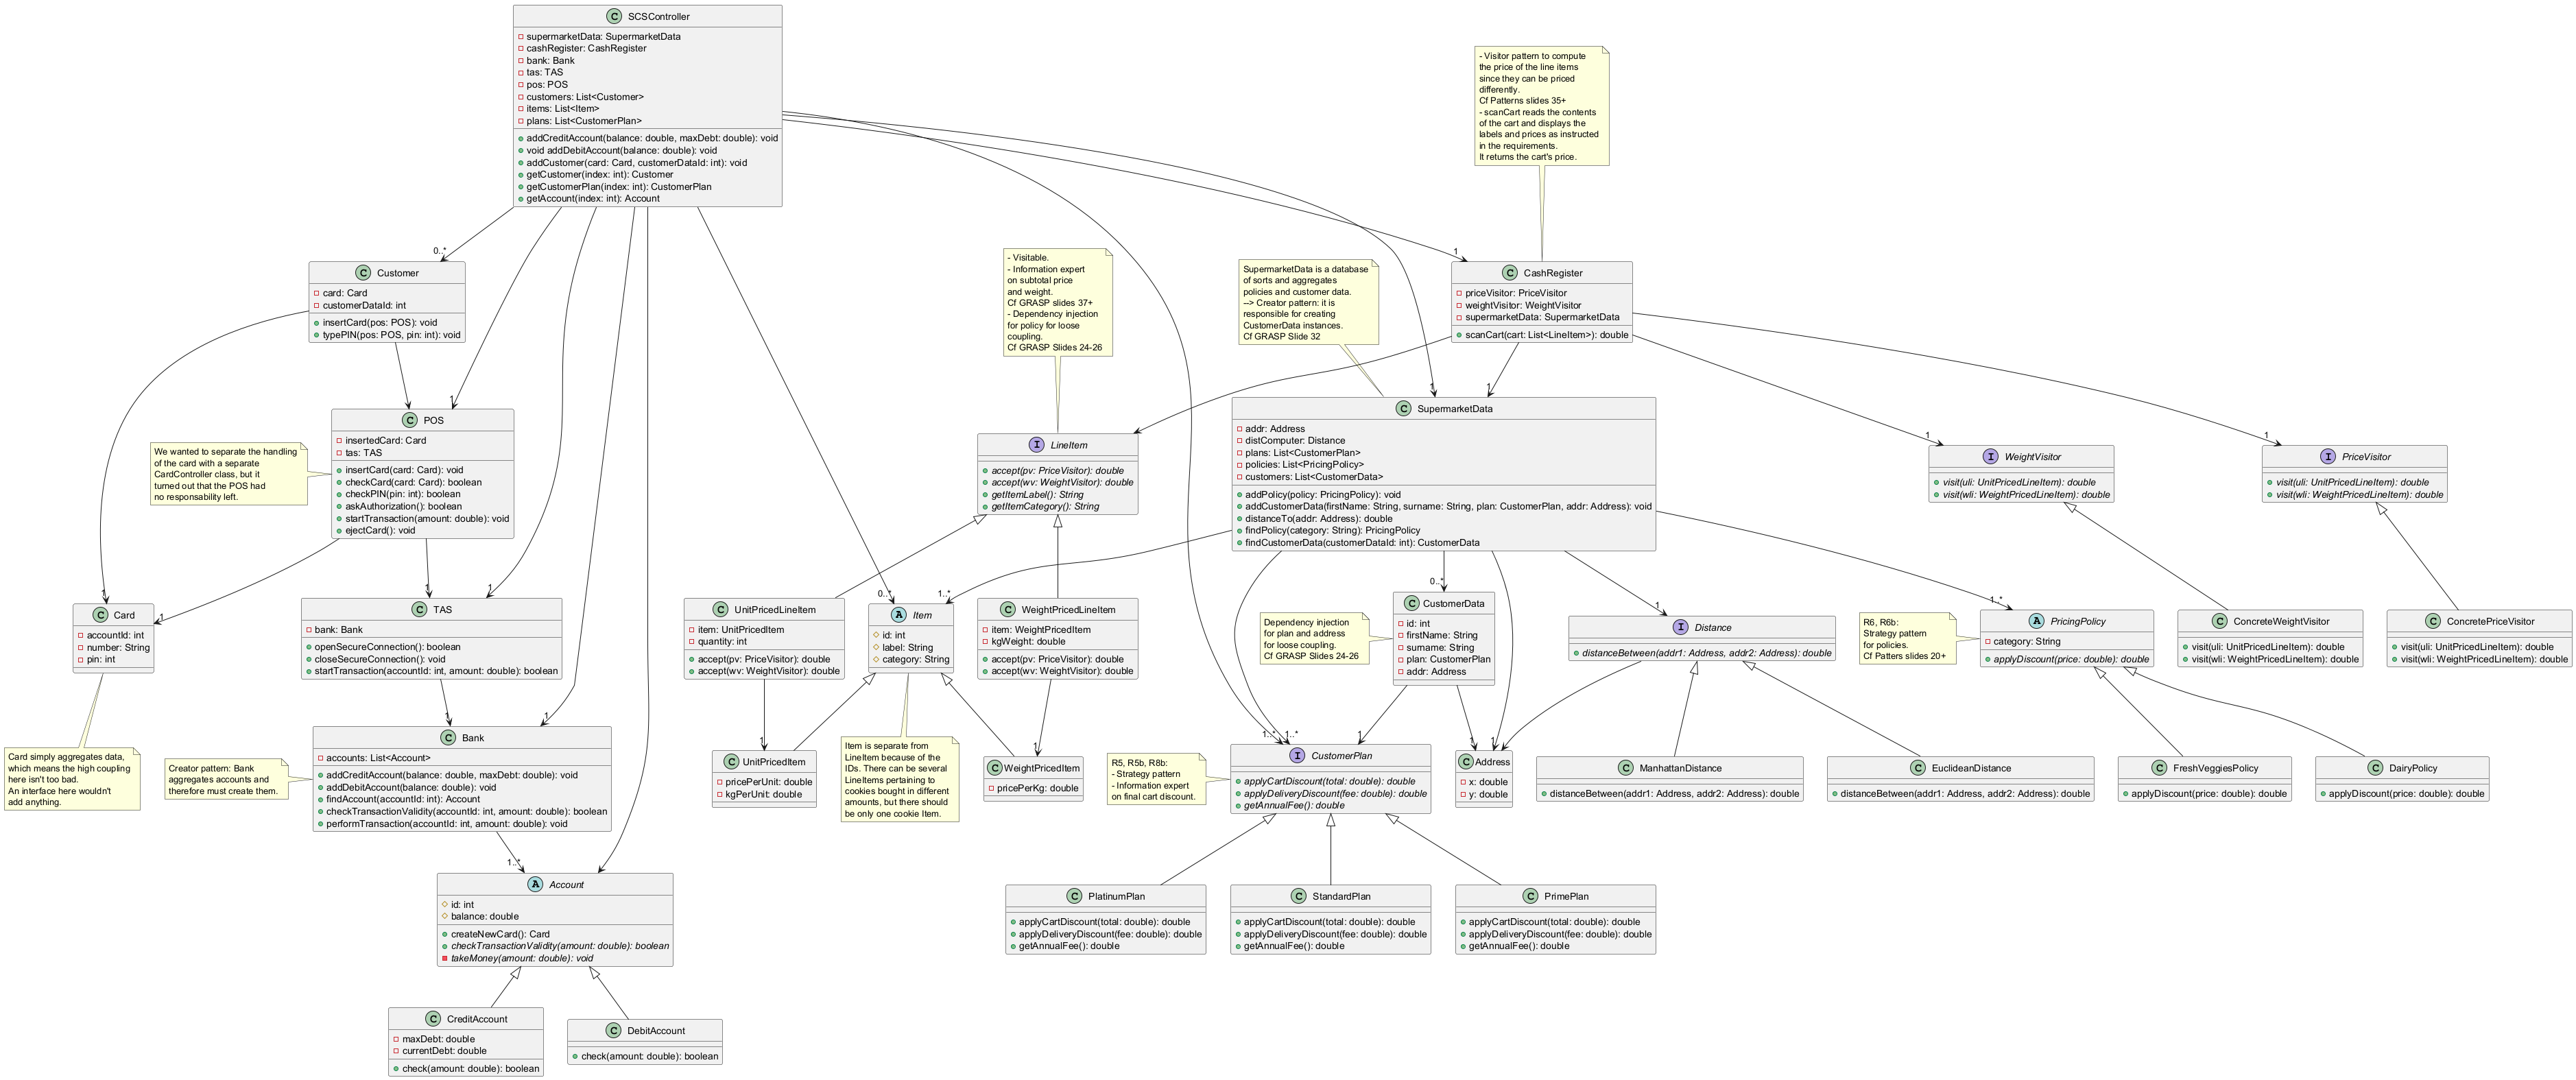 SCSController
supermarketData: SupermarketData
cashRegister: CashRegister
bank: Bank
tas: TAS
pos: POS
customers: List<Customer>
items: List<Item>
plans: List<CustomerPlan>
addCreditAccount(balance: double, maxDebt: double): void
void addDebitAccount(balance: double): void
addCustomer(card: Card, customerDataId: int): void
getCustomer(index: int): Customer
getCustomerPlan(index: int): CustomerPlan
getAccount(index: int): Account
- Visitor pattern to compute
the price of the line items
since they can be priced
differently.
Cf Patterns slides 35+
- scanCart reads the contents
of the cart and displays the
labels and prices as instructed
in the requirements.
It returns the cart's price.
0..*
1
Customer
card: Card
customerDataId: int
insertCard(pos: POS): void
typePIN(pos: POS, pin: int): void
- Visitable.
- Information expert
on subtotal price
and weight.
Cf GRASP slides 37+
- Dependency injection
for policy for loose
coupling.
Cf GRASP Slides 24-26
SupermarketData is a database
of sorts and aggregates
policies and customer data.
--> Creator pattern: it is
responsible for creating
CustomerData instances.
Cf GRASP Slide 32
CashRegister
priceVisitor: PriceVisitor
weightVisitor: WeightVisitor
supermarketData: SupermarketData
scanCart(cart: List<LineItem>): double
1
1
1
We wanted to separate the handling
of the card with a separate
CardController class, but it
turned out that the POS had
no responsability left.
POS
insertedCard: Card
tas: TAS
insertCard(card: Card): void
checkCard(card: Card): boolean
checkPIN(pin: int): boolean
askAuthorization(): boolean
startTransaction(amount: double): void
ejectCard(): void
LineItem
accept(pv: PriceVisitor): double
accept(wv: WeightVisitor): double
getItemLabel(): String
getItemCategory(): String
SupermarketData
addr: Address
distComputer: Distance
plans: List<CustomerPlan>
policies: List<PricingPolicy>
customers: List<CustomerData>
addPolicy(policy: PricingPolicy): void
addCustomerData(firstName: String, surname: String, plan: CustomerPlan, addr: Address): void
distanceTo(addr: Address): double
findPolicy(category: String): PricingPolicy
findCustomerData(customerDataId: int): CustomerData
1
WeightVisitor
visit(uli: UnitPricedLineItem): double
visit(wli: WeightPricedLineItem): double
1
PriceVisitor
visit(uli: UnitPricedLineItem): double
visit(wli: WeightPricedLineItem): double
1
1
1
1
0..*
1..*
0..*
1
1..*
Card
accountId: int
number: String
pin: int
TAS
bank: Bank
openSecureConnection(): boolean
closeSecureConnection(): void
startTransaction(accountId: int, amount: double): boolean
UnitPricedLineItem
item: UnitPricedItem
quantity: int
accept(pv: PriceVisitor): double
accept(wv: WeightVisitor): double
Item
id: int
label: String
category: String
WeightPricedLineItem
item: WeightPricedItem
kgWeight: double
accept(pv: PriceVisitor): double
accept(wv: WeightVisitor): double
Dependency injection
for plan and address
for loose coupling.
Cf GRASP Slides 24-26
CustomerData
id: int
firstName: String
surname: String
plan: CustomerPlan
addr: Address
Distance
distanceBetween(addr1: Address, addr2: Address): double
R6, R6b:
Strategy pattern
for policies.
Cf Patters slides 20+
PricingPolicy
category: String
applyDiscount(price: double): double
ConcreteWeightVisitor
visit(uli: UnitPricedLineItem): double
visit(wli: WeightPricedLineItem): double
ConcretePriceVisitor
visit(uli: UnitPricedLineItem): double
visit(wli: WeightPricedLineItem): double
1
1
1
1
1..*
1..*
1
1
1
Card simply aggregates data,
which means the high coupling
here isn't too bad.
An interface here wouldn't
add anything.
Creator pattern: Bank
aggregates accounts and
therefore must create them.
Bank
accounts: List<Account>
addCreditAccount(balance: double, maxDebt: double): void
addDebitAccount(balance: double): void
findAccount(accountId: int): Account
checkTransactionValidity(accountId: int, amount: double): boolean
performTransaction(accountId: int, amount: double): void
UnitPricedItem
pricePerUnit: double
kgPerUnit: double
Item is separate from
LineItem because of the
IDs. There can be several
LineItems pertaining to
cookies bought in different
amounts, but there should
be only one cookie Item.
WeightPricedItem
pricePerKg: double
R5, R5b, R8b:
- Strategy pattern
- Information expert
on final cart discount.
CustomerPlan
applyCartDiscount(total: double): double
applyDeliveryDiscount(fee: double): double
getAnnualFee(): double
Address
x: double
y: double
ManhattanDistance
distanceBetween(addr1: Address, addr2: Address): double
EuclideanDistance
distanceBetween(addr1: Address, addr2: Address): double
FreshVeggiesPolicy
applyDiscount(price: double): double
DairyPolicy
applyDiscount(price: double): double
1..*
Account
id: int
balance: double
createNewCard(): Card
checkTransactionValidity(amount: double): boolean
takeMoney(amount: double): void
PlatinumPlan
applyCartDiscount(total: double): double
applyDeliveryDiscount(fee: double): double
getAnnualFee(): double
StandardPlan
applyCartDiscount(total: double): double
applyDeliveryDiscount(fee: double): double
getAnnualFee(): double
PrimePlan
applyCartDiscount(total: double): double
applyDeliveryDiscount(fee: double): double
getAnnualFee(): double
CreditAccount
maxDebt: double
currentDebt: double
check(amount: double): boolean
DebitAccount
check(amount: double): boolean